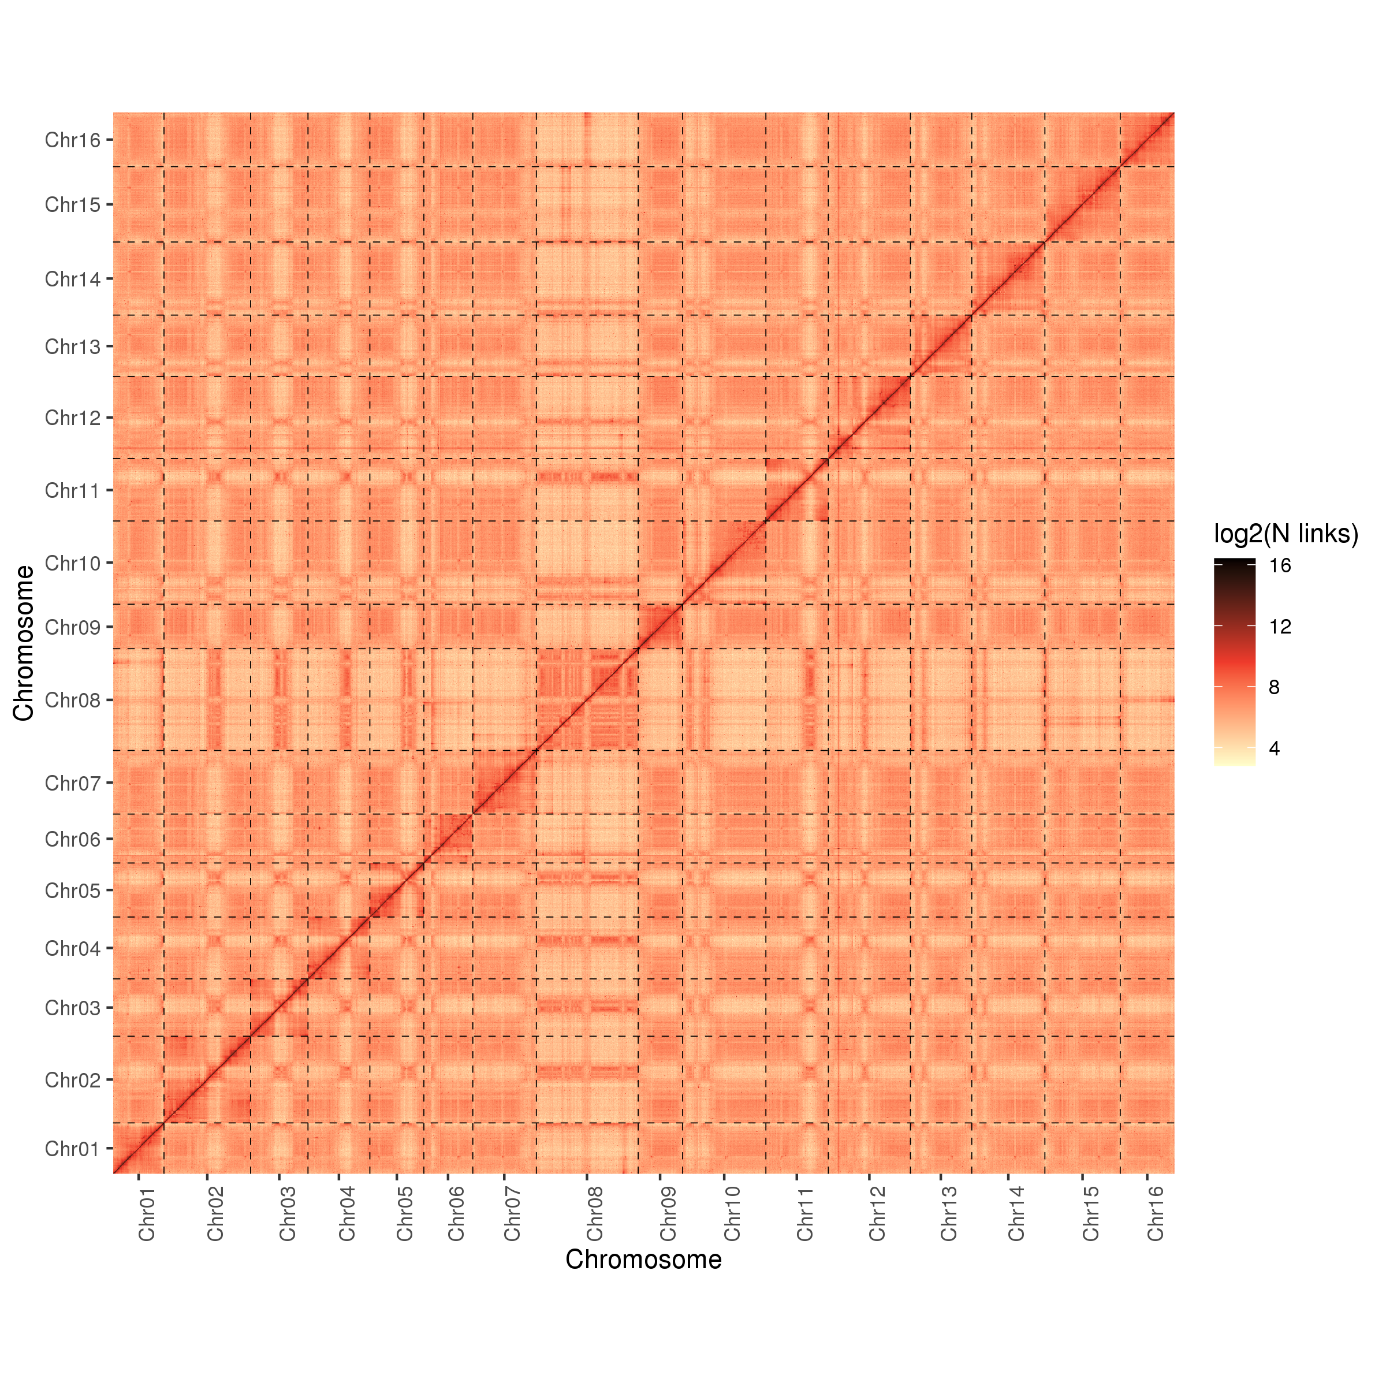 Chr16
Chr15
Chr14
Chr13
Chr12
Chr11
Chr10
Chr09
Chr08
Chr07
Chr06
Chr05
Chr04
Chr03
Chr02
Chr01
Chromosome
Chr01 Chr02 Chr03 Chr04 Chr05 Chr06 Chr07 Chr08 Chr09 Chr10 Chr11 Chr12 Chr13 Chr14 Chr15 Chr16
Chromosome
log2(N links)
16
12
8
4